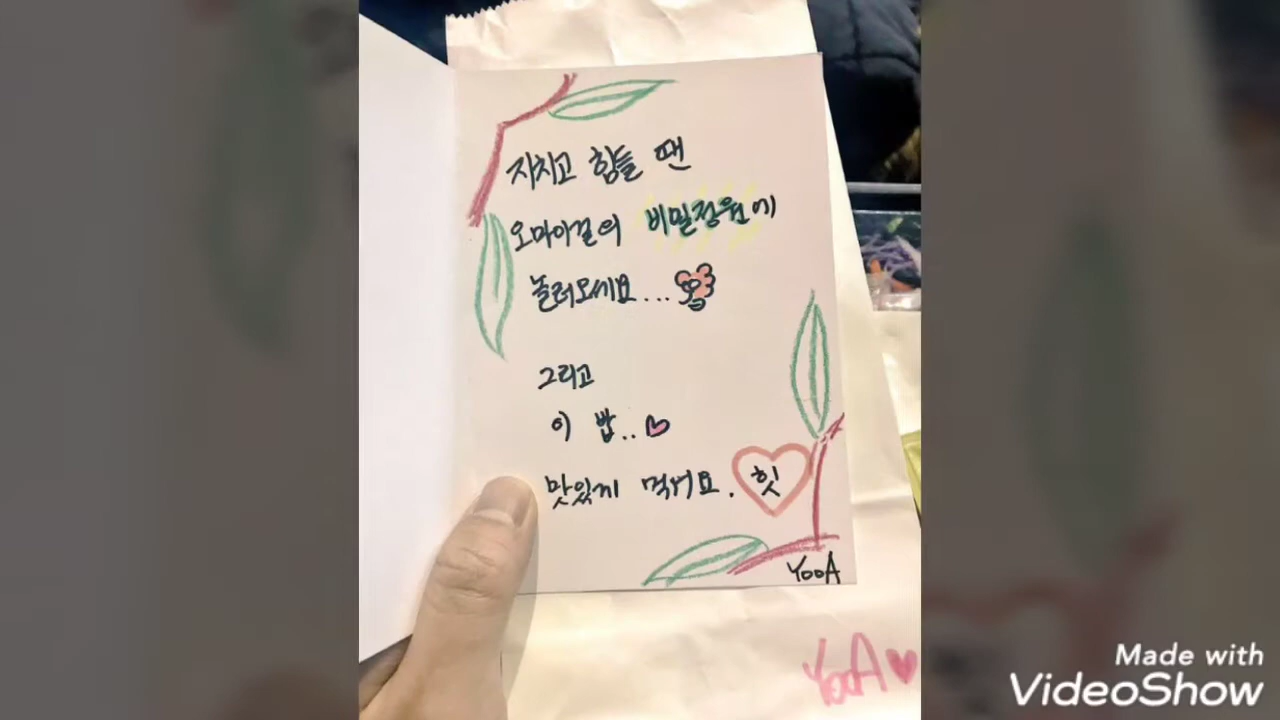 지치고 힘들 땐
오마이걸의 비밀정원에
놀러오세요...
그리고
이 밥..♡
맛있게 먹어요. 힛
YooA
YooA♥
Made with
VideoShow